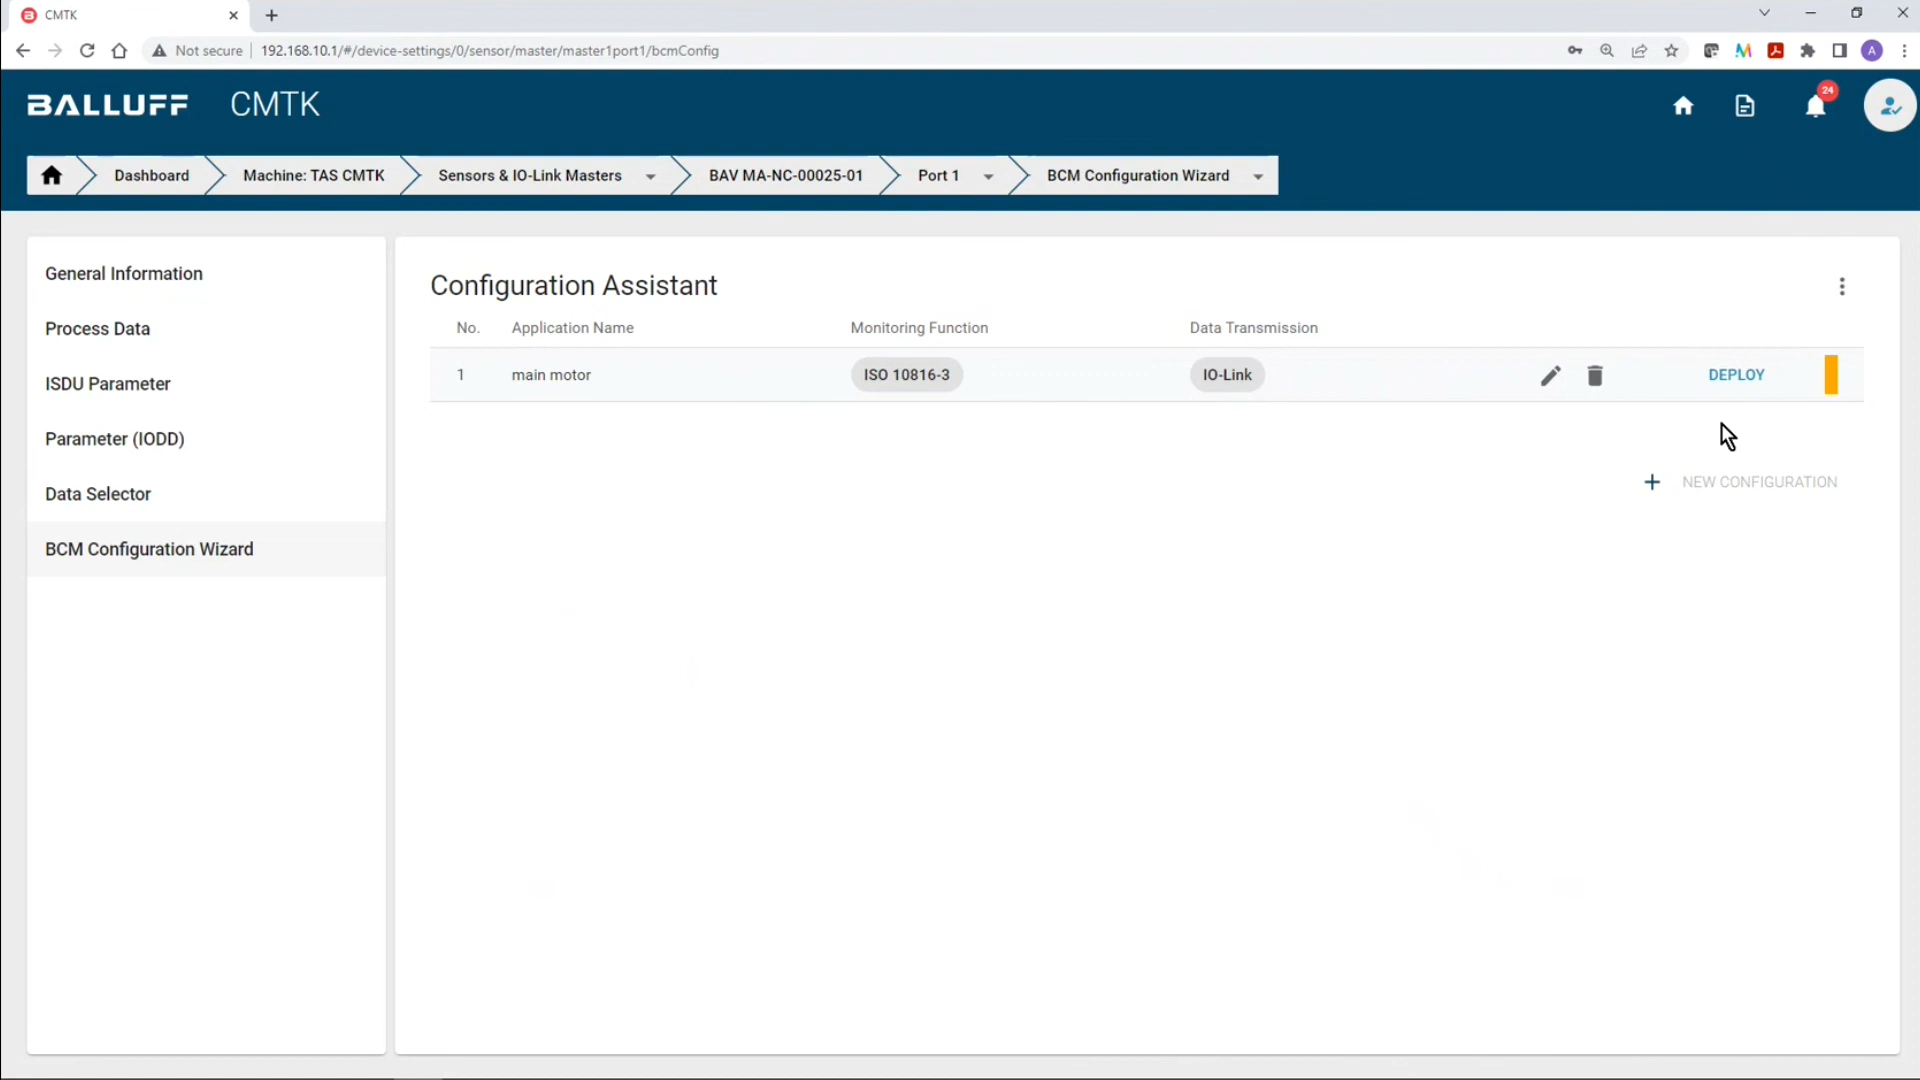 CMTK
Not secure
192.168.10.1/#/device-settings/0/sensor/master/master1port1/bcmConfig
A
BALLUFF CMTK
24
Dashboard
Machine: TAS CMTK
Sensors & IO-Link Masters
BAV MA-NC-00025-01
Port 1
BCM Configuration Wizard
General Information
Process Data
ISDU Parameter
Parameter (IODD)
Data Selector
BCM Configuration Wizard
Configuration Assistant
No. Application Name Monitoring Function Data Transmission
1 main motor ISO 10816-3 IO-Link DEPLOY
+ NEW CONFIGURATION